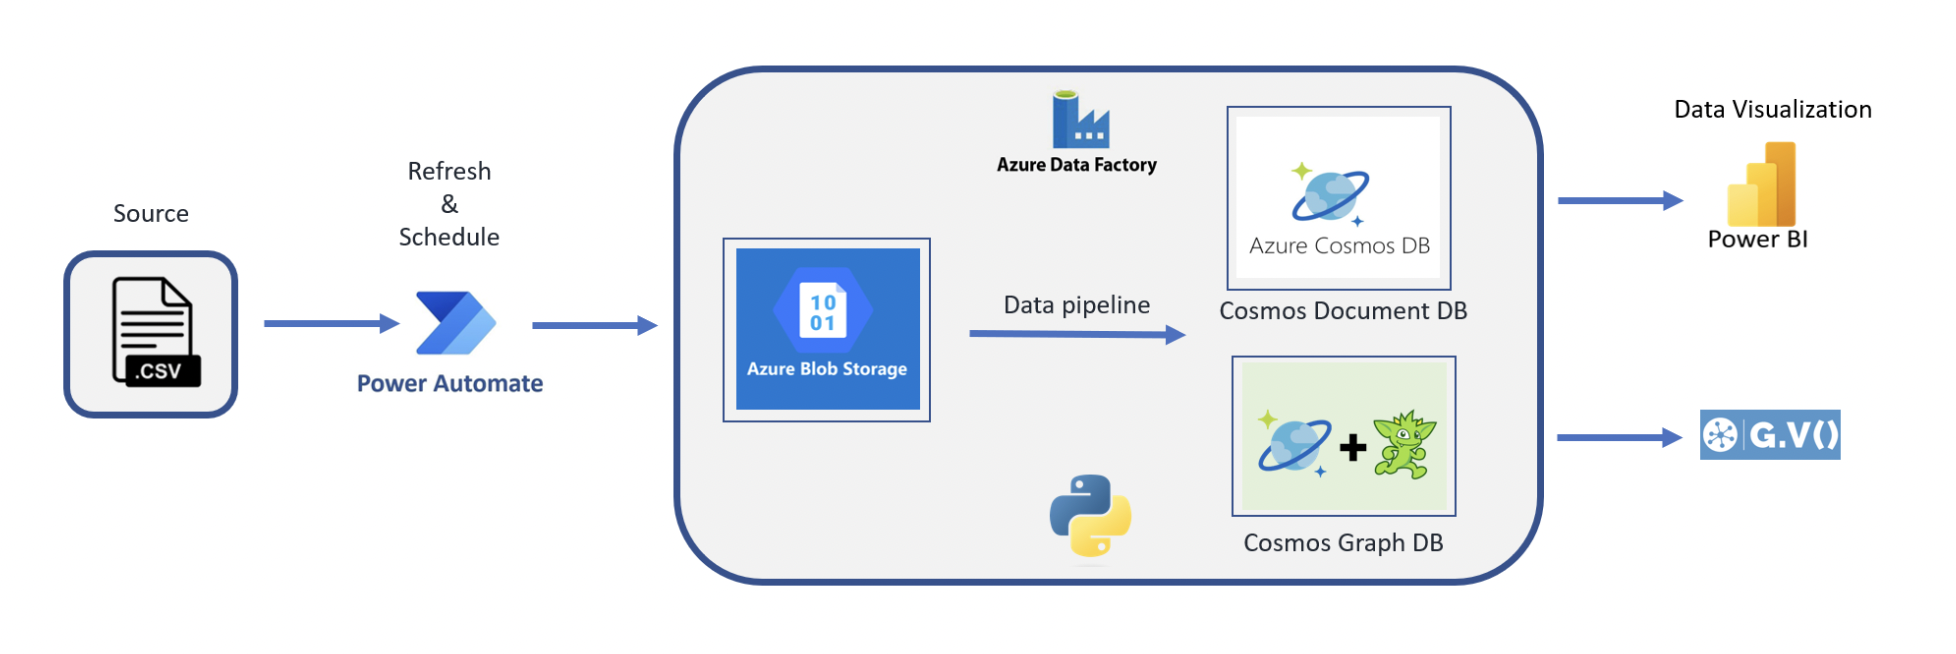 Source
.CSV
Refresh
&
Schedule
Power Automate
Azure Data Factory
10
01
Azure Blob Storage
Data pipeline
Azure Cosmos DB
Cosmos Document DB
+
Cosmos Graph DB
Data Visualization
Power BI
G.V()